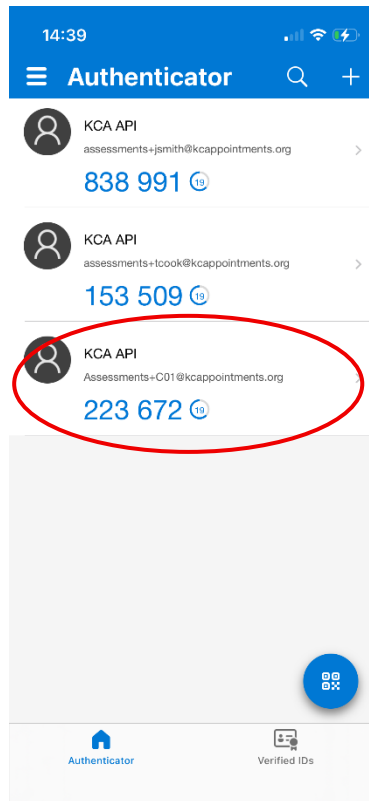 14:39
Authenticator
KCA API
assessments+jsmith@kcappointments.org
838 991 19
KCA API
assessments+tcook@kcappointments.org
153 509 19
KCA API
Assessments+C01@kcappointments.org
223 672 19
Authenticator
Verified IDs